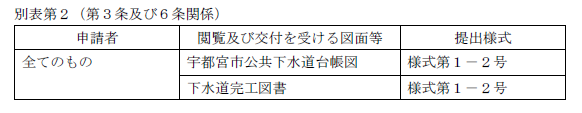 別表第２（第３条及び６条関係）
申請者 閲覧及び交付を受ける図面等 提出様式
全てのもの 宇都宮市公共下水道台帳図 様式第１－２号
下水道完工図書 様式第１－２号